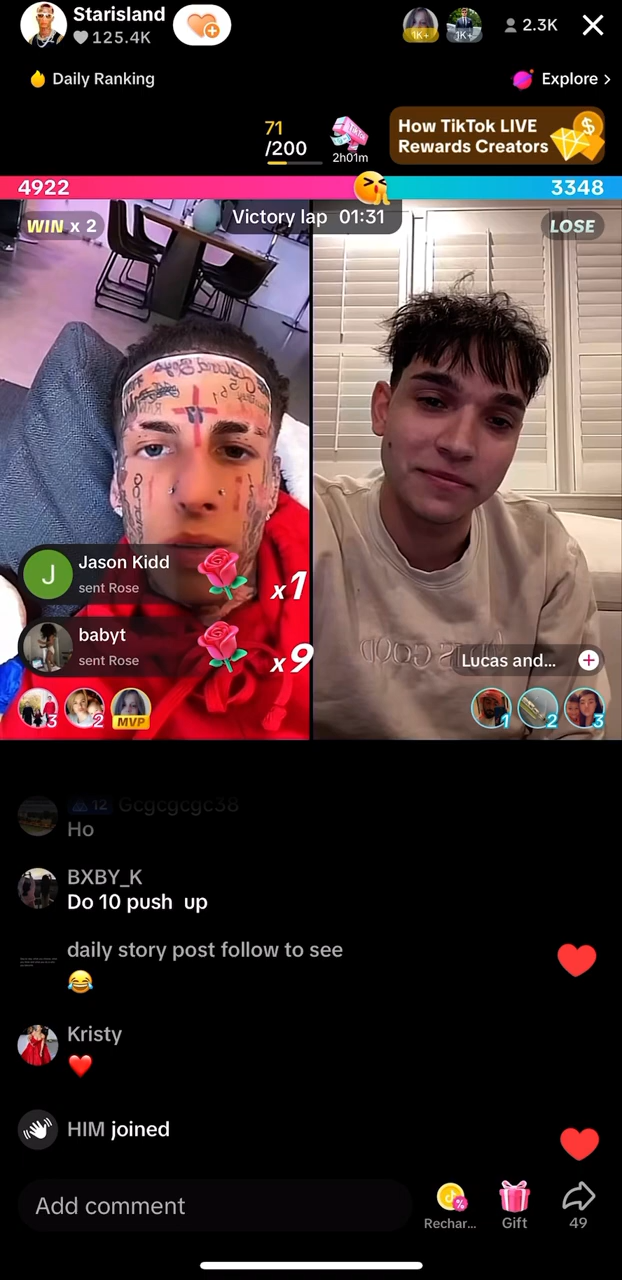 Starisland
125.4K
1K+
1K+
2.3K
Daily Ranking
Explore >
71
/200
2h01m
How TikTok LIVE
Rewards Creators
4922
3348
WIN x 2
Victory lap 01:31
LOSE
J
Jason Kidd
sent Rose
x1
babyt
sent Rose
x9
Lucas and...
3
2
MVP
1
2
3
12 Gcgcgcgc38
Ho
BXBY_K
Do 10 push up
daily story post follow to see
😂
Kristy
❤️
HIM joined
Add comment
Rechar...
Gift
49